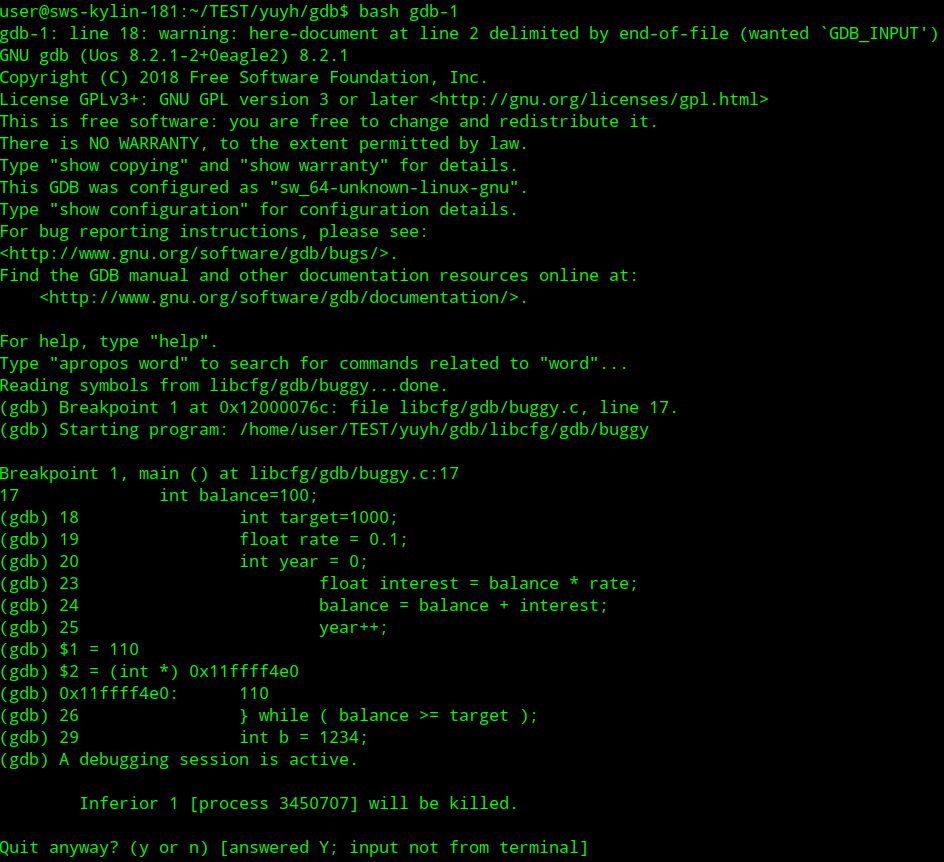 user@sws-kylin-181:~/TEST/yuyh/gdb$ bash gdb-1
gdb-1: line 18: warning: here-document at line 2 delimited by end-of-file (wanted `GDB_INPUT')
GNU gdb (Uos 8.2.1-2+0eagle2) 8.2.1
Copyright (C) 2018 Free Software Foundation, Inc.
License GPLv3+: GNU GPL version 3 or later <http://gnu.org/licenses/gpl.html>
This is free software: you are free to change and redistribute it.
There is NO WARRANTY, to the extent permitted by law.
Type "show copying" and "show warranty" for details.
This GDB was configured as "sw_64-unknown-linux-gnu".
Type "show configuration" for configuration details.
For bug reporting instructions, please see:
<http://www.gnu.org/software/gdb/bugs/>.
Find the GDB manual and other documentation resources online at:
    <http://www.gnu.org/software/gdb/documentation/>.

For help, type "help".
Type "apropos word" to search for commands related to "word"...
Reading symbols from libcfg/gdb/buggy...done.
(gdb) Breakpoint 1 at 0x12000076c: file libcfg/gdb/buggy.c, line 17.
(gdb) Starting program: /home/user/TEST/yuyh/gdb/libcfg/gdb/buggy

Breakpoint 1, main () at libcfg/gdb/buggy.c:17
17              int balance=100;
(gdb) 18                int target=1000;
(gdb) 19                float rate = 0.1;
(gdb) 20                int year = 0;
(gdb) 23                        float interest = balance * rate;
(gdb) 24                        balance = balance + interest;
(gdb) 25                        year++;
(gdb) $1 = 110
(gdb) $2 = (int *) 0x11ffff4e0
(gdb) 0x11ffff4e0:      110
(gdb) 26                } while ( balance >= target );
(gdb) 29                int b = 1234;
(gdb) A debugging session is active.

        Inferior 1 [process 3450707] will be killed.

Quit anyway? (y or n) [answered Y; input not from terminal]